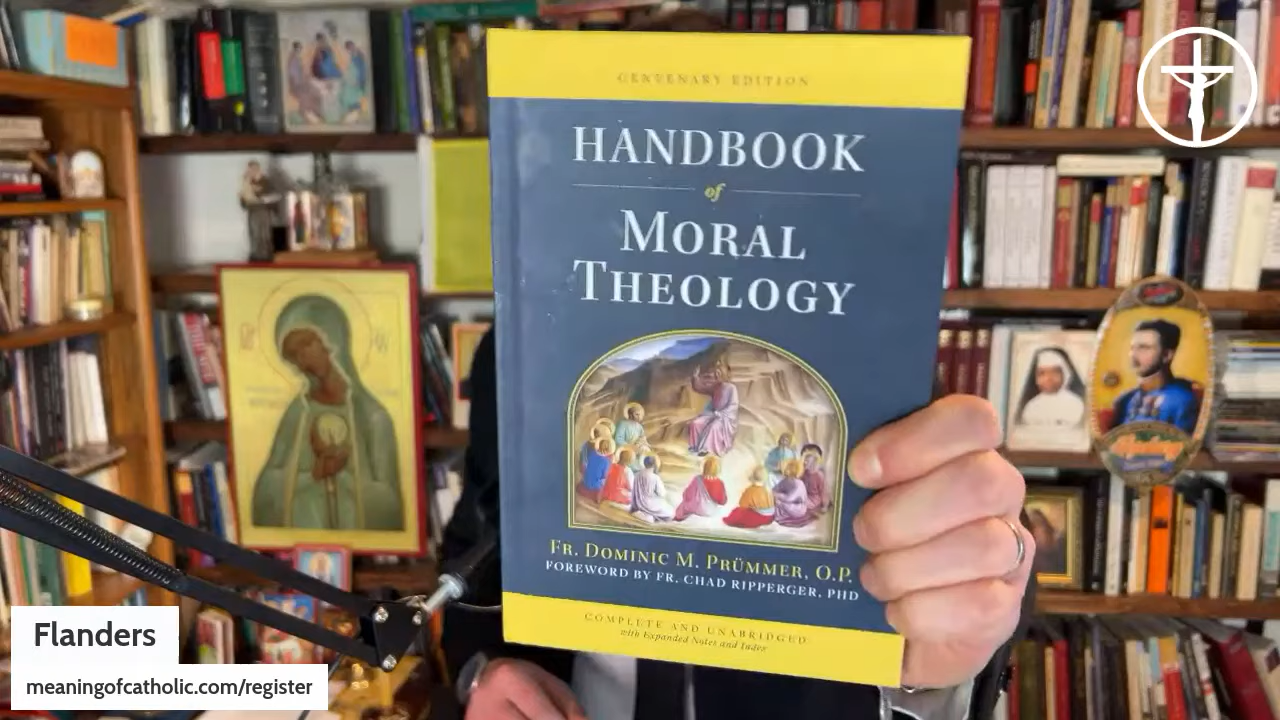 CENTENARY EDITION
HANDBOOK
of
MORAL
THEOLOGY
FR. DOMINIC M. PRÜMMER, O.P.
FOREWORD BY FR. CHAD RIPPERGER, PHD
COMPLETE AND UNABRIDGED
with Expanded Notes and Index
Flanders
meaningofcatholic.com/register